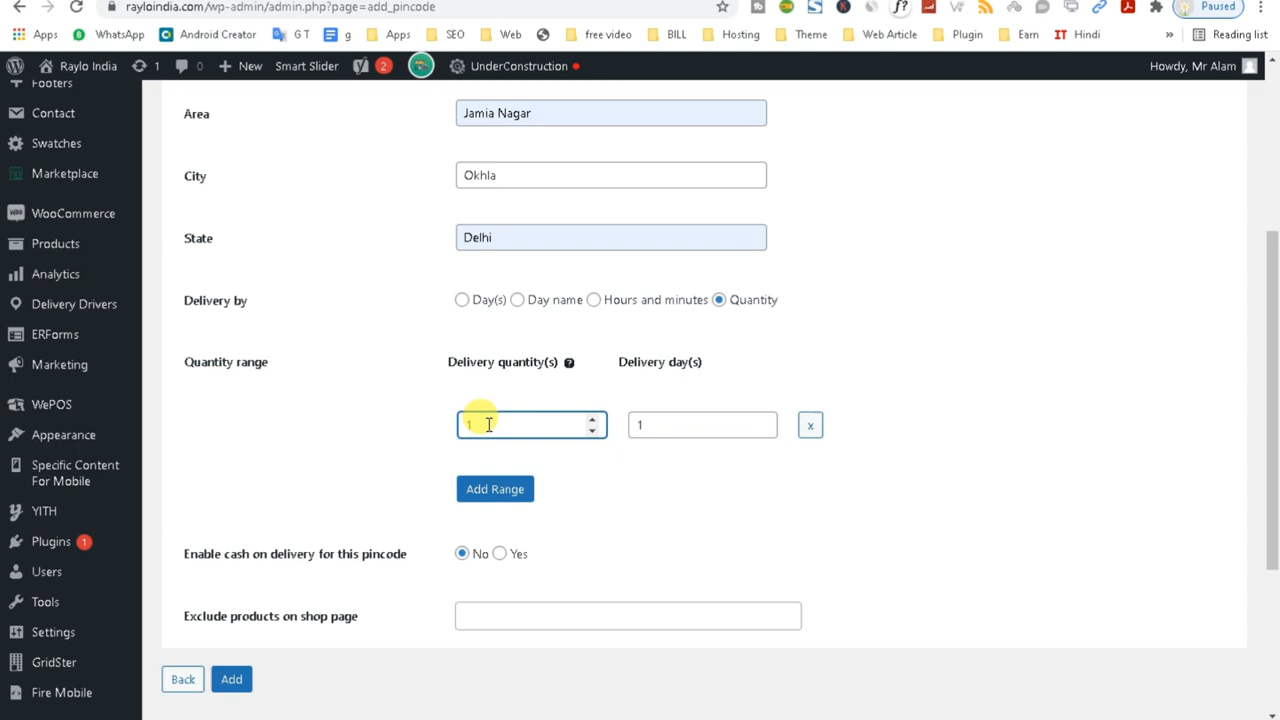 rayloindia.com/wp-admin/admin.php?page=add_pincode
Paused
Apps WhatsApp Android Creator G T g Apps SEO Web free video BILL Hosting Theme Web Article Plugin Earn IT Hindi » Reading list
Raylo India 1 0 New Smart Slider 2 UnderConstruction Howdy, Mr Alam
Footers
Contact
Swatches
Marketplace
WooCommerce
Products
Analytics
Delivery Drivers
ERForms
Marketing
WePOS
Appearance
Specific Content
For Mobile
YITH
Plugins 1
Users
Tools
Settings
GridSter
Fire Mobile
Area Jamia Nagar
City Okhla
State Delhi
Delivery by Day(s) Day name Hours and minutes Quantity
Quantity range Delivery quantity(s) ? Delivery day(s)
1 1 x
Add Range
Enable cash on delivery for this pincode No Yes
Exclude products on shop page
Back Add